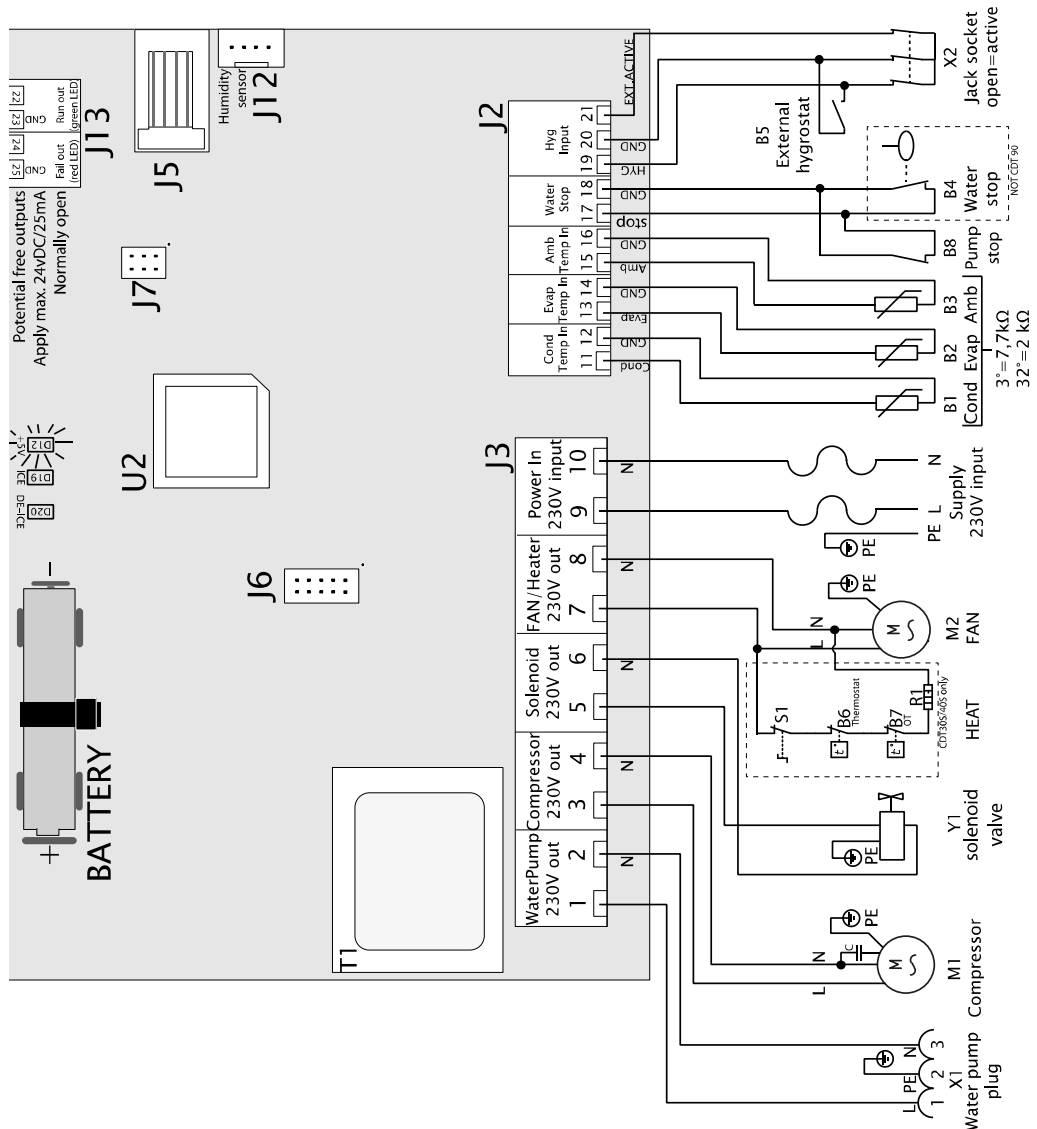 22
23
GND
Run out
(green LED)
24
25
GND
Fail out
(red LED)
J13
Potential free outputs
Apply max. 24vDC/25mA
Normally open
J5
Humidity
sensor
J12
J7
U2
J6
+5V
D12
ICE
D19
DE-ICE
D20
BATTERY
+
−
T1
J2
Hyg
Input
21
20
19
EXT.ACTIVE
GND
HYG
Water
Stop
18
17
GND
stop
Amb
Temp In
16
15
GND
Amb
Evap
Temp In
14
13
GND
Evap
Cond
Temp In
12
11
GND
Cond
J3
Power In
230V input
10
9
N
FAN/Heater
230V out
8
7
N
Solenoid
230V out
6
5
N
Compressor
230V out
4
3
N
WaterPump
230V out
2
1
N
X2
Jack socket
open=active
B5
External
hygrostat
B4
Water
stop
NOT CDT 90
B8
Pump
stop
B3
Amb
B2
Evap
B1
Cond
3°=7,7kΩ
32°=2 kΩ
N
L
PE
Supply
230V input
PE
PE
N
L
M
M2
FAN
S1
B6
Thermostat
t°
B7
OT
t°
R1
CDT30S/40S only
HEAT
Y1
solenoid
valve
PE
PE
N
L
C
M
M1
Compressor
L
PE
N
1
2
3
X1
Water pump
plug